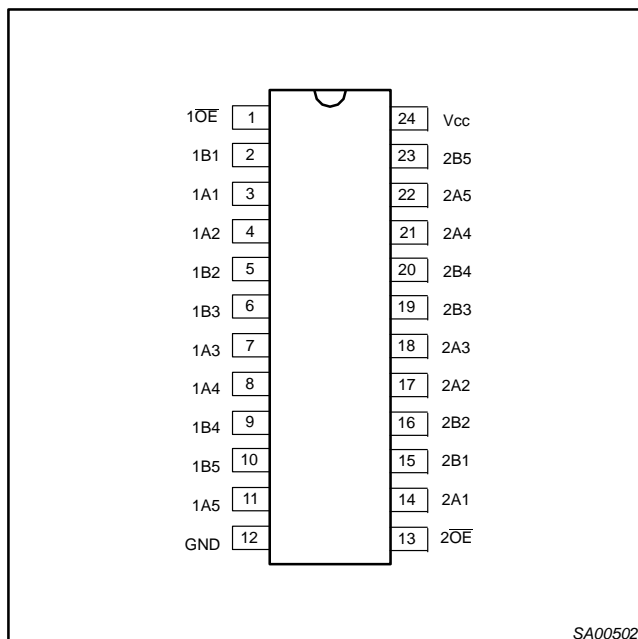 1O̅E̅ 1 24 Vcc
1B1 2 23 2B5
1A1 3 22 2A5
1A2 4 21 2A4
1B2 5 20 2B4
1B3 6 19 2B3
1A3 7 18 2A3
1A4 8 17 2A2
1B4 9 16 2B2
1B5 10 15 2B1
1A5 11 14 2A1
GND 12 13 2O̅E̅
SA00502